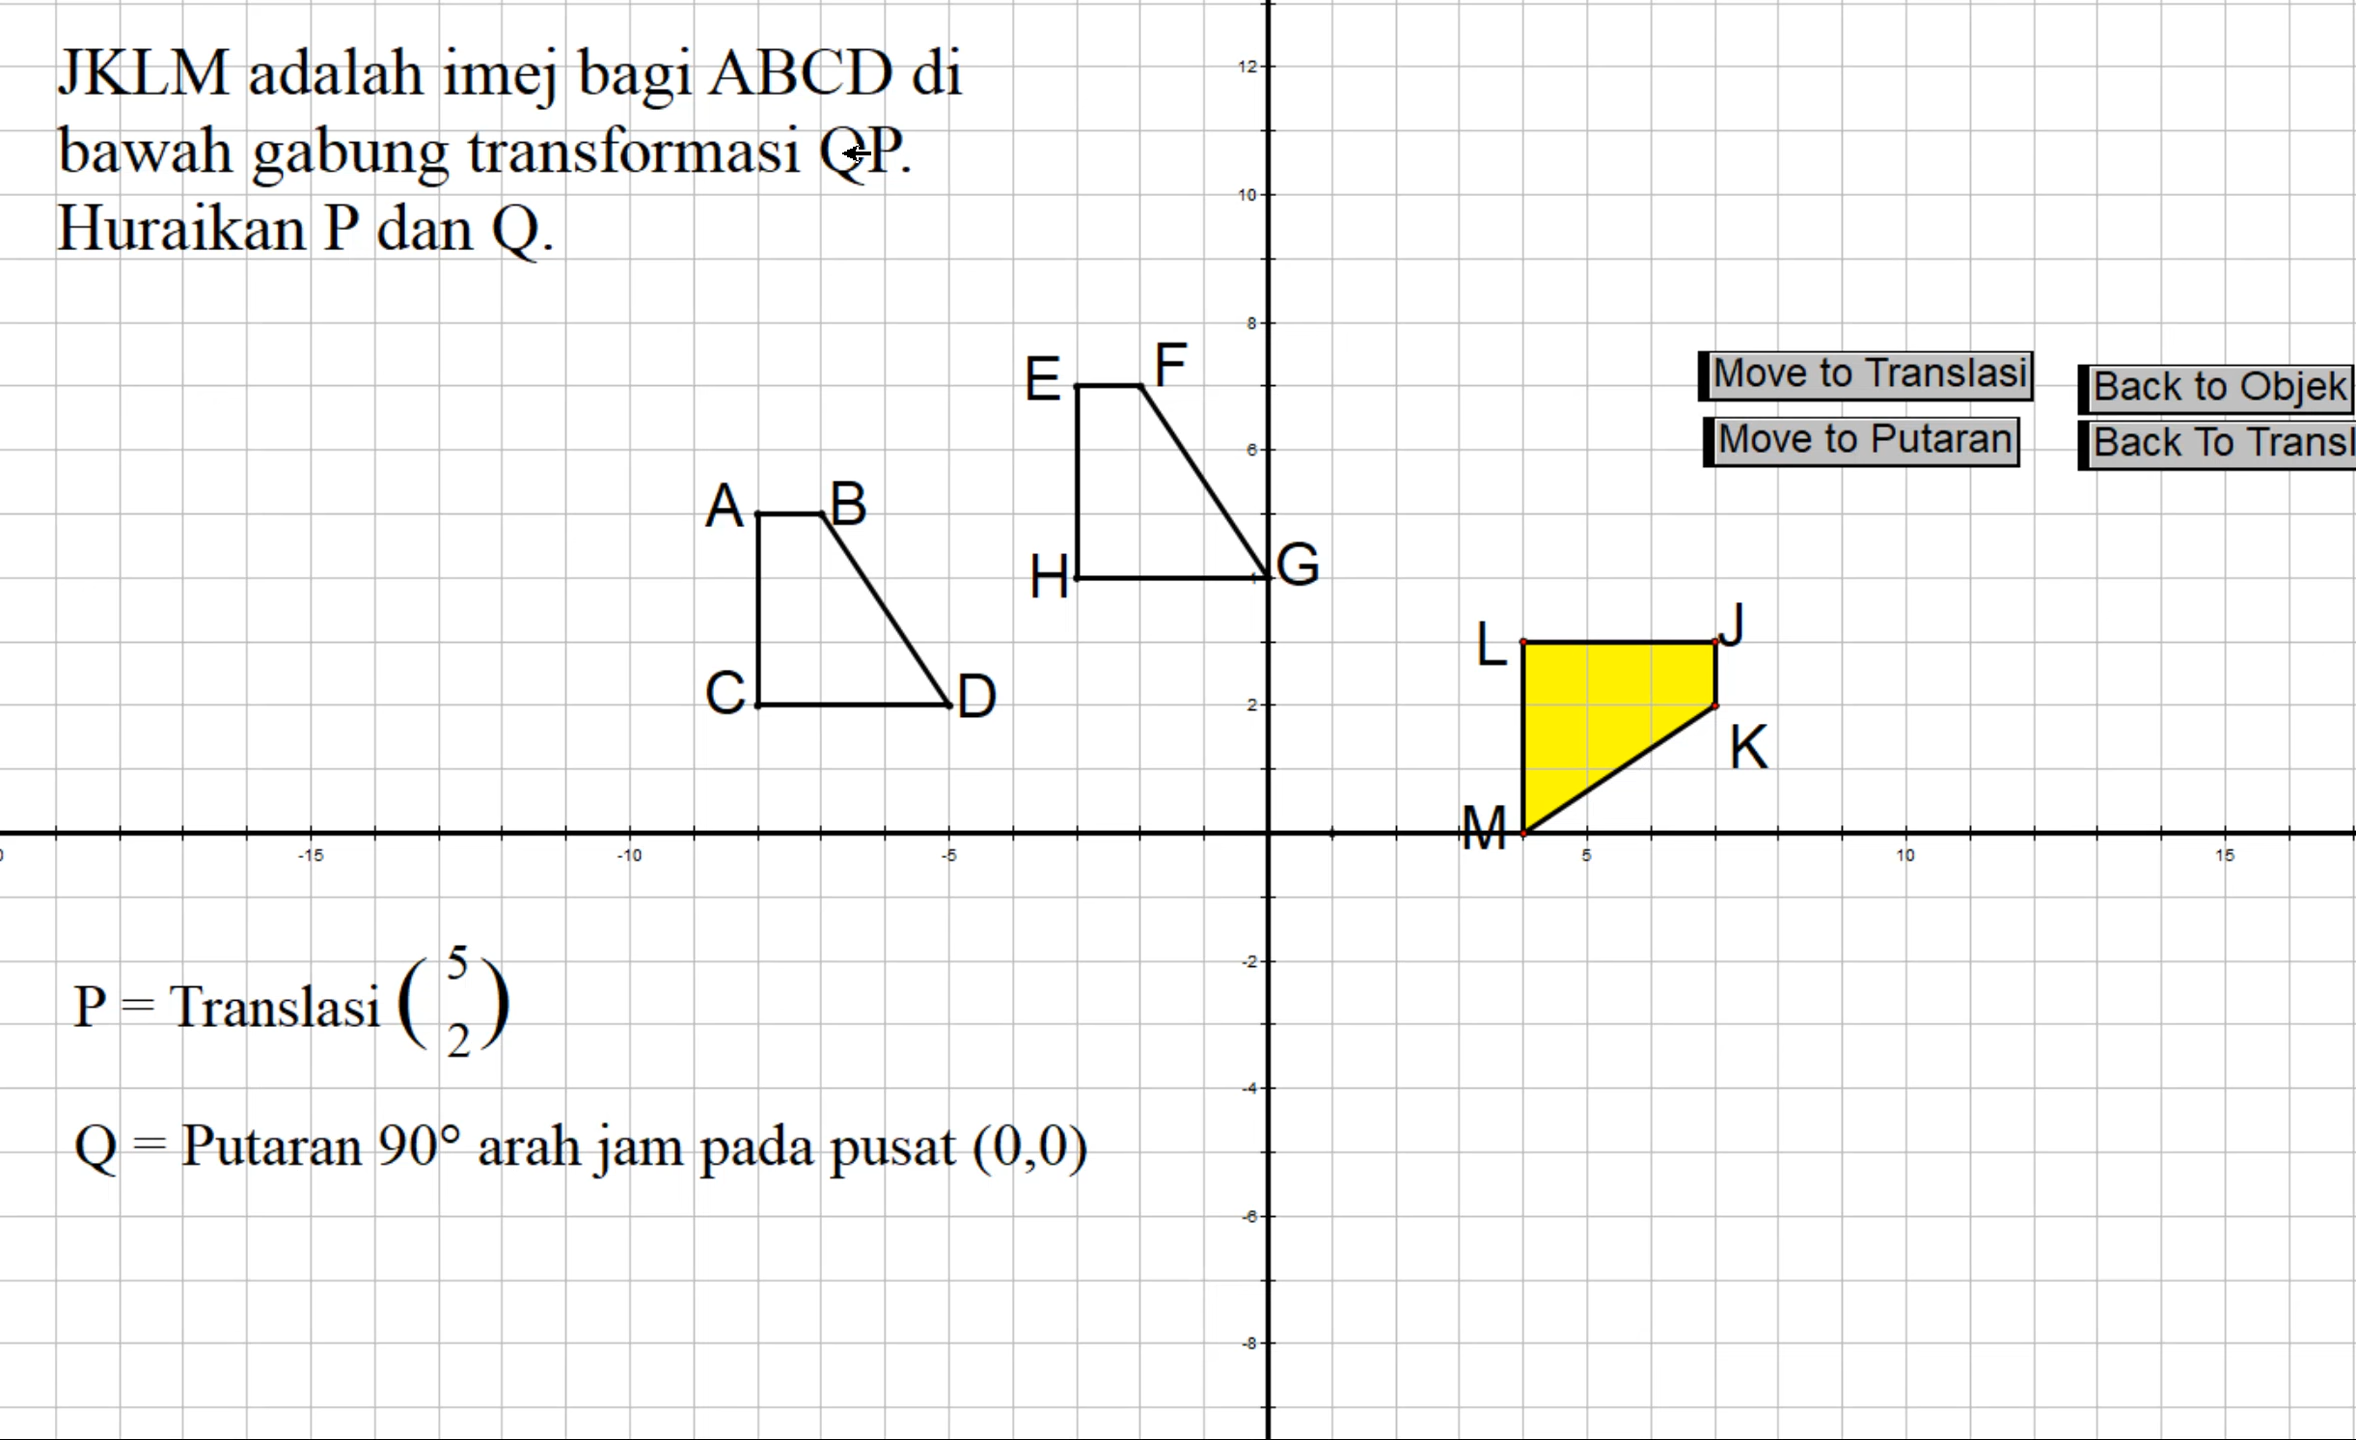 JKLM adalah imej bagi ABCD di
bawah gabung transformasi QP.
Huraikan P dan Q.
12
10
8
6
4
2
-2
-4
-6
-8
0
-15
-10
-5
5
10
15
E
F
H
G
A
B
C
D
L
J
K
M
Move to Translasi
Back to Objek
Move to Putaran
Back To Transl
P = Translasi ( 5 2 )
Q = Putaran 90° arah jam pada pusat (0,0)